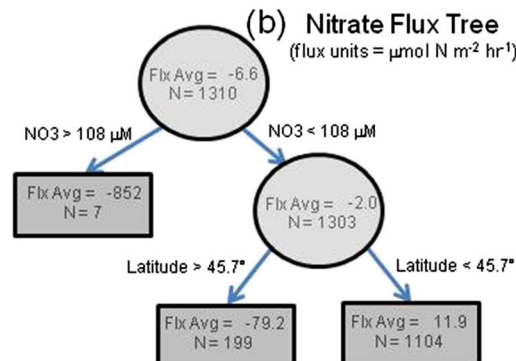 (b) Nitrate Flux Tree
(flux units = μmol N m⁻² hr¹)
Flx Avg = -6.6
N = 1310
NO3 > 108 μM
NO3 < 108 μM
Flx Avg = -852
N = 7
Flx Avg = -2.0
N = 1303
Latitude > 45.7°
Latitude < 45.7°
Flx Avg = -79.2
N = 199
Flx Avg = 11.9
N = 1104